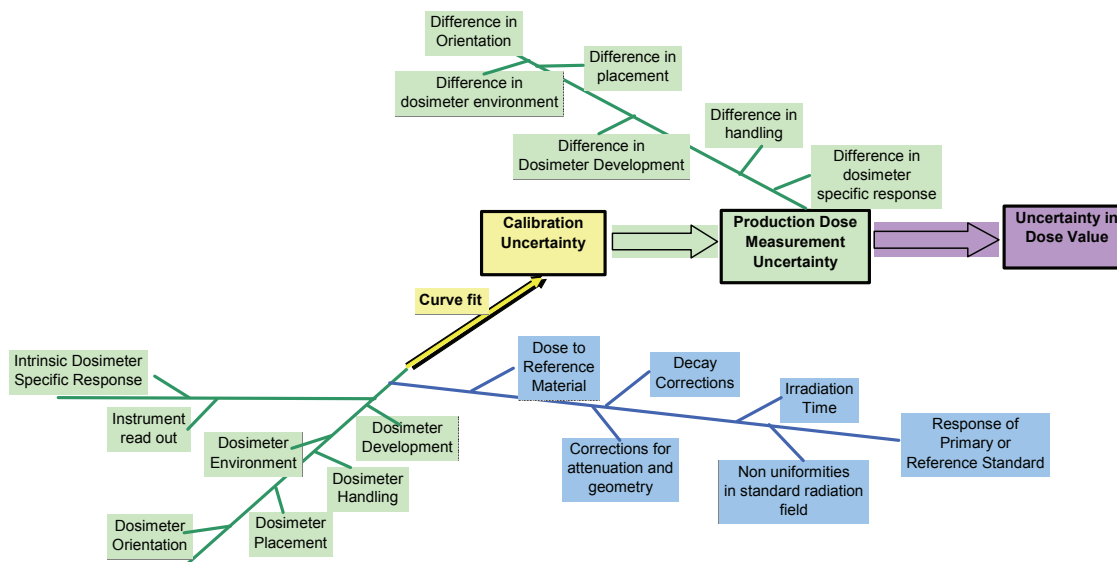 Difference in
Orientation
Difference in
placement
Difference in
dosimeter environment
Difference in
handling
Difference in
Dosimeter Development
Difference in
dosimeter
specific response
Calibration
Uncertainty
Production Dose
Measurement
Uncertainty
Uncertainty in
Dose Value
Curve fit
Intrinsic Dosimeter
Specific Response
Instrument
read out
Dosimeter
Environment
Dosimeter
Development
Dosimeter
Handling
Dosimeter
Orientation
Dosimeter
Placement
Dose to
Reference
Material
Decay
Corrections
Irradiation
Time
Response of
Primary or
Reference Standard
Corrections for
attenuation and
geometry
Non uniformities
in standard radiation
field